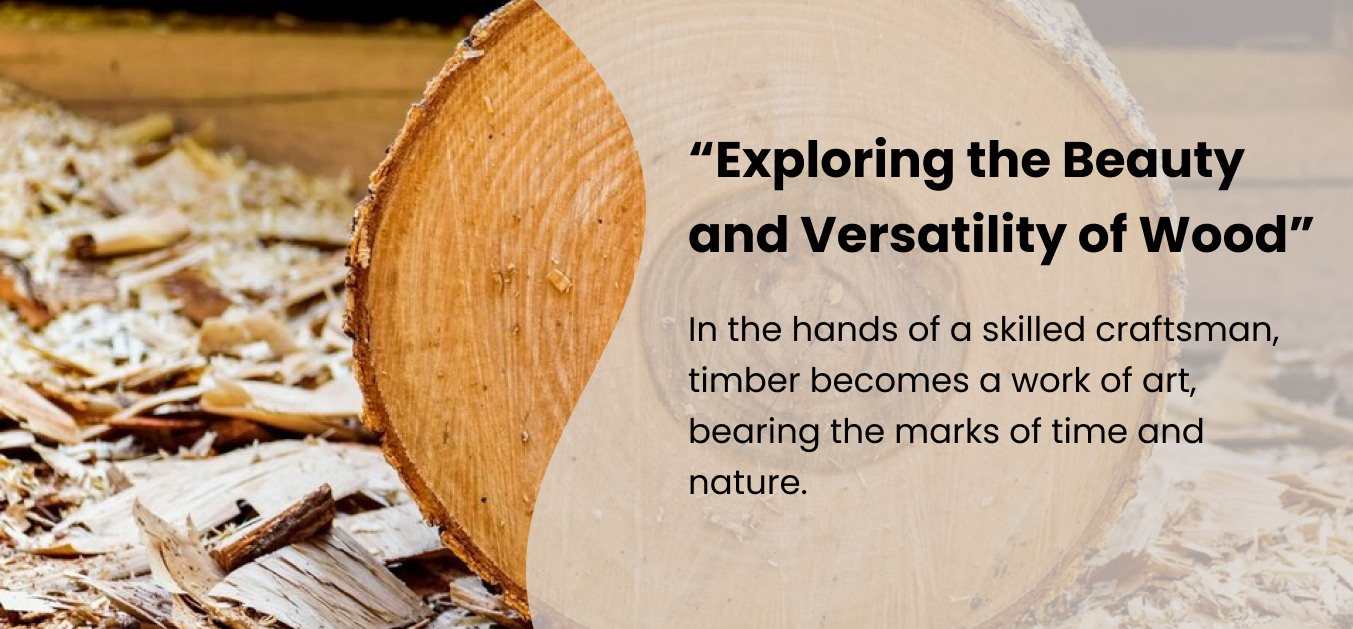 “Exploring the Beauty
and Versatility of Wood”
In the hands of a skilled craftsman,
timber becomes a work of art,
bearing the marks of time and
nature.